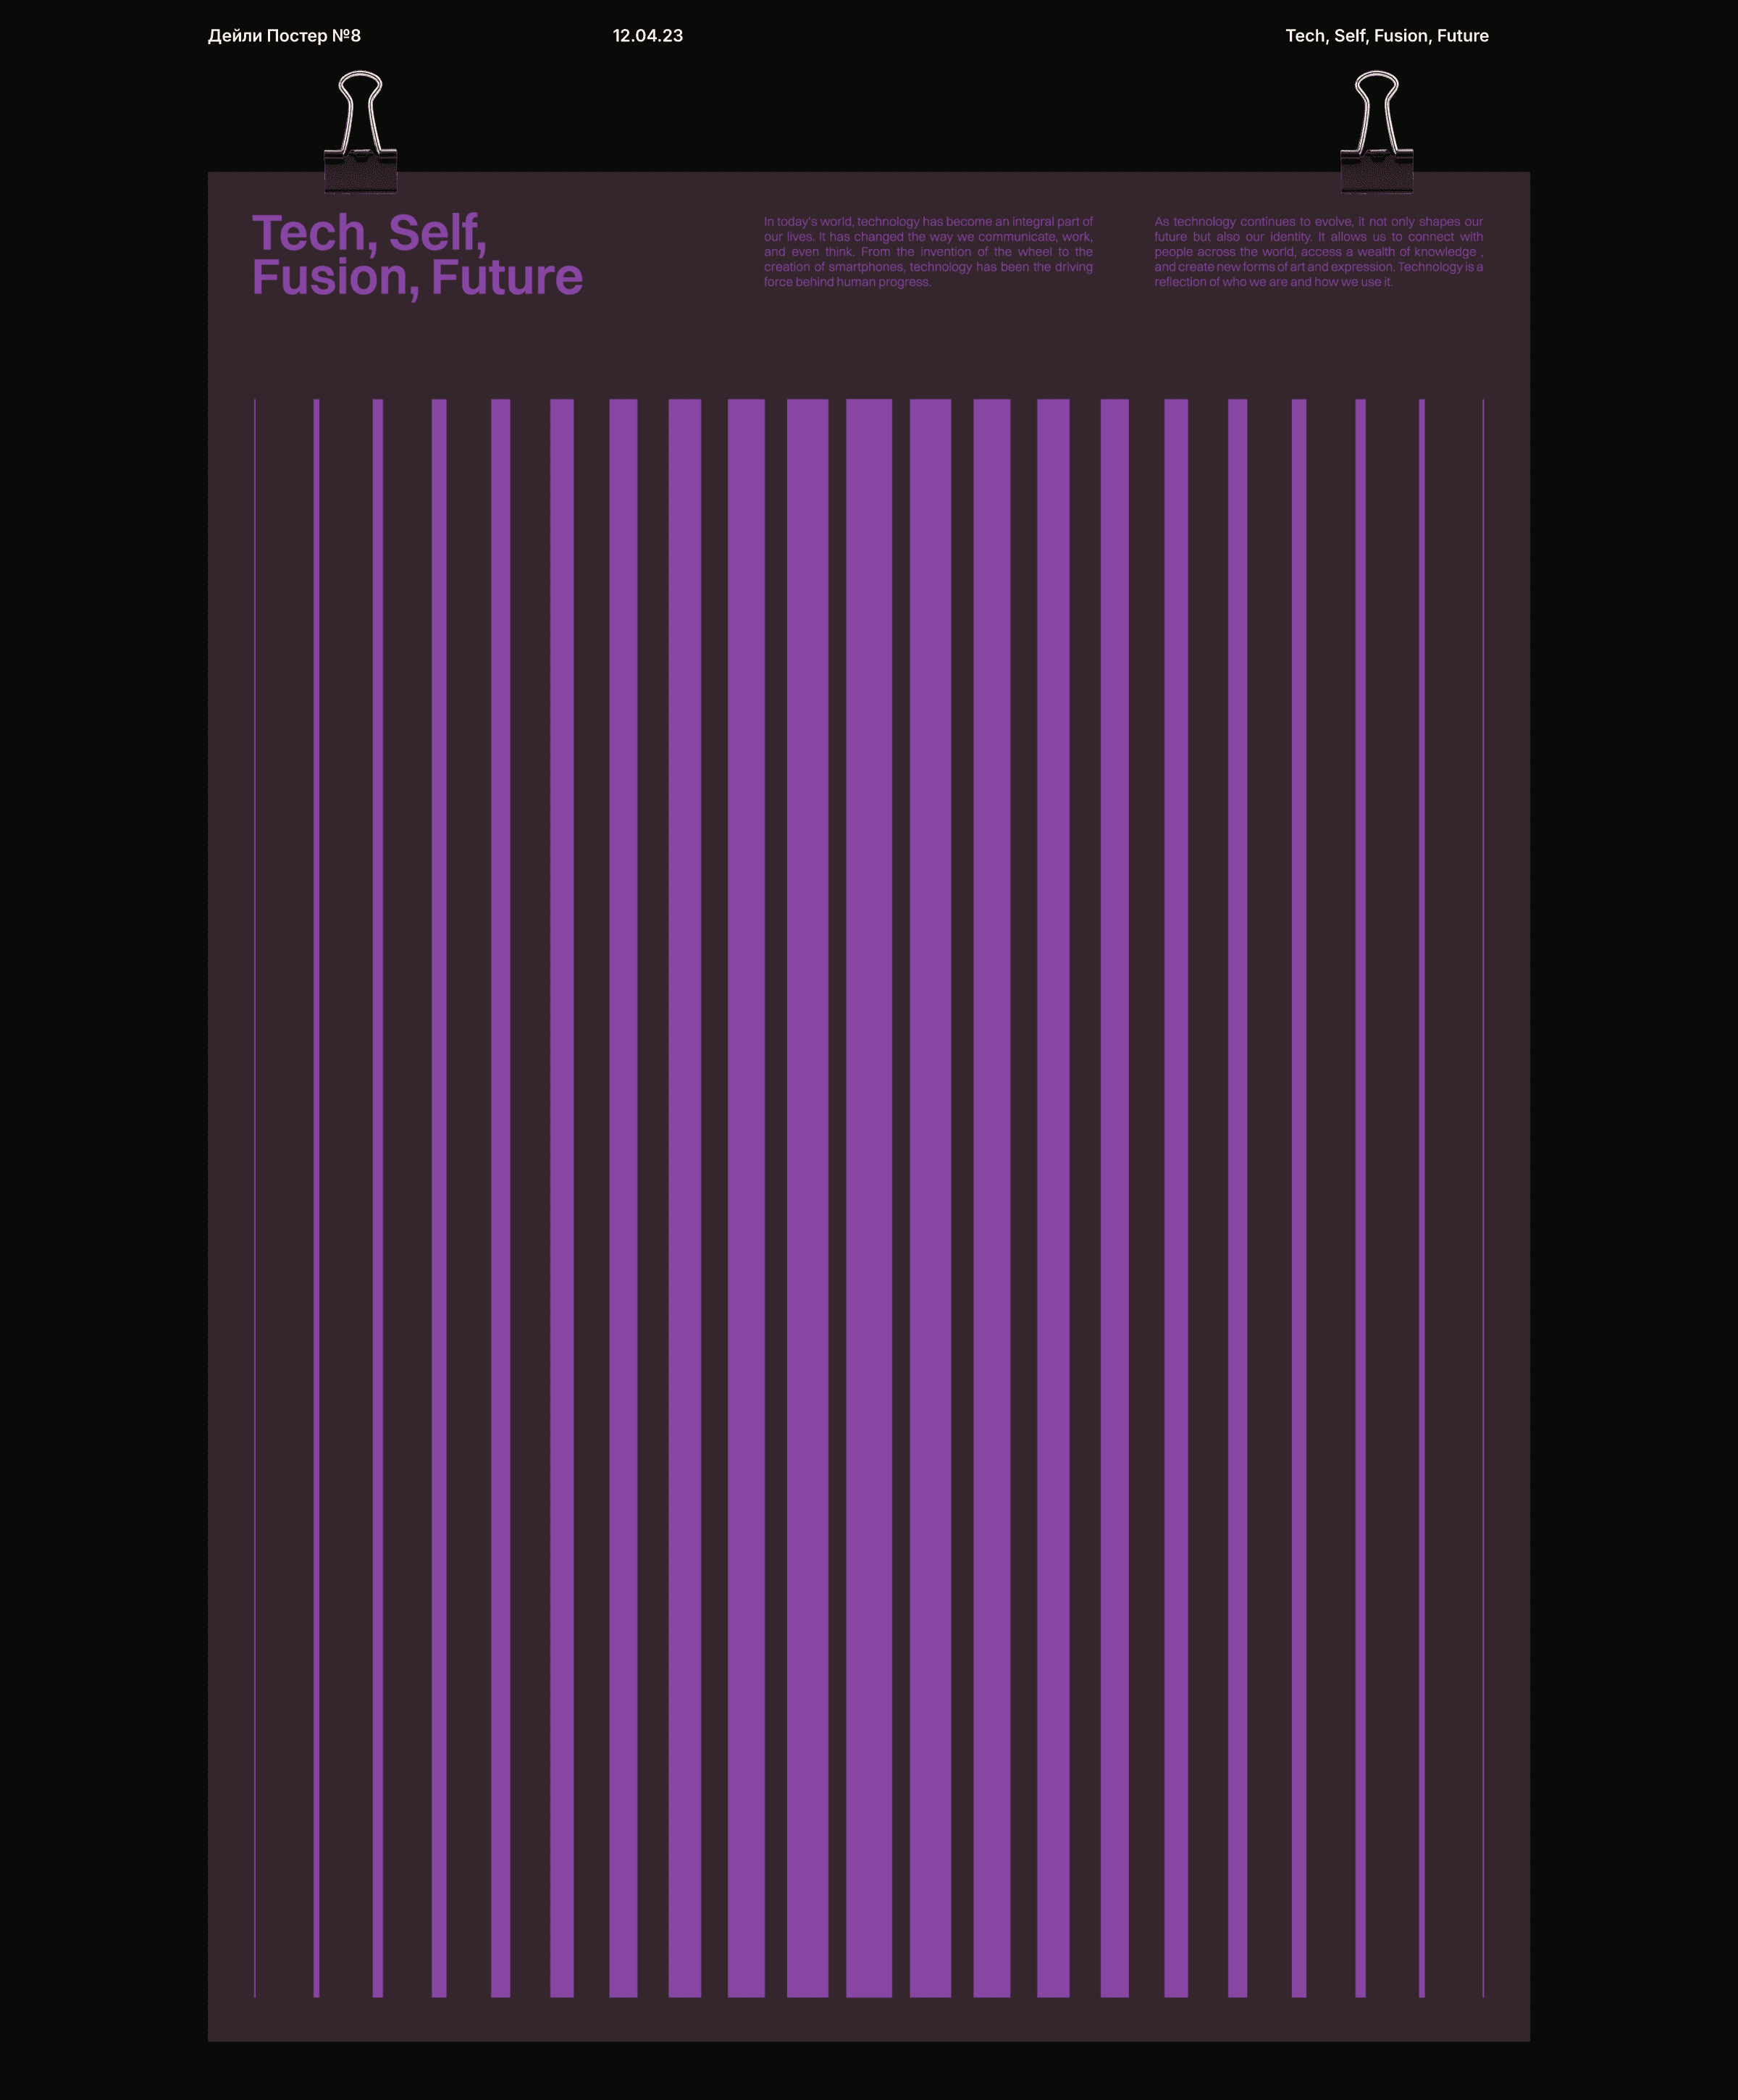 Дейли Постер №8
12.04.23
Tech, Self, Fusion, Future
Tech, Self,
Fusion, Future
In today's world, technology has become an integral part of
our lives. It has changed the way we communicate, work,
and even think. From the invention of the wheel to the
creation of smartphones, technology has been the driving
force behind human progress.
As technology continues to evolve, it not only shapes our
future but also our identity. It allows us to connect with
people across the world, access a wealth of knowledge ,
and create new forms of art and expression. Technology is a
reflection of who we are and how we use it.